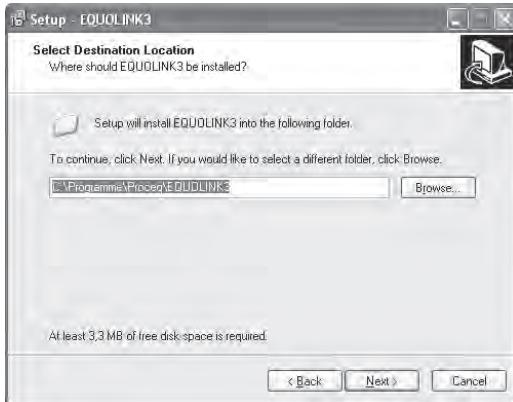 Setup - EQUOLINK3
Select Destination Location
Where should EQUOLINK3 be installed?
Setup will install EQUOLINK3 into the following folder.
To continue, click Next. If you would like to select a different folder, click Browse.
C:\Programme\Proceq\EQUOLINK3
Browse...
At least 3,3 MB of free disk space is required.
< Back
Next >
Cancel